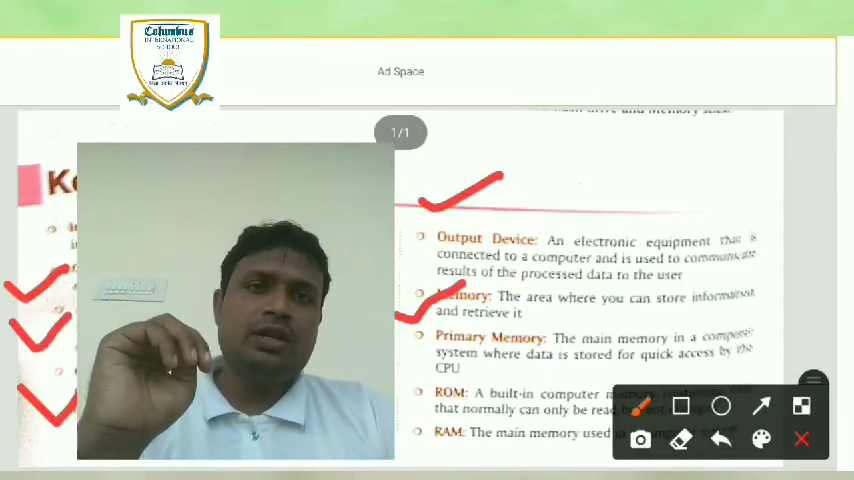 Columbus
INTERNATIONAL
SCHOOL
Ad Space
1/1
Output Device: An electronic equipment that is
connected to a computer and is used to communicate
results of the processed data to the user
Memory: The area where you can store information
and retrieve it
Primary Memory: The main memory in a computer
system where data is stored for quick access by the
CPU
ROM: A built-in computer memory
that normally can only be read
RAM: The main memory used in